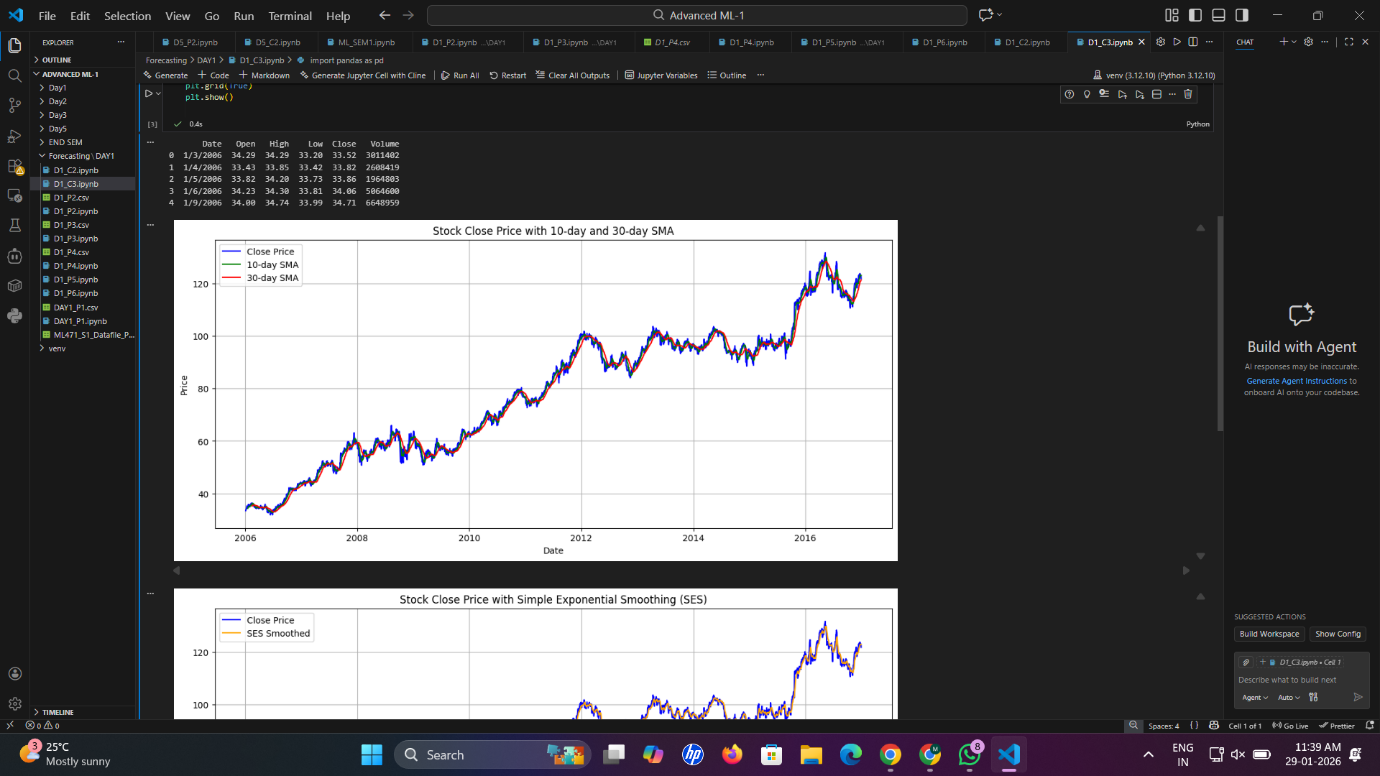 File Edit Selection View Go Run Terminal Help
Advanced ML-1
EXPLORER
D5_P2.ipynb D5_C2.ipynb ML_SEM1.ipynb D1_P2.ipynb ...\DAY1 D1_P3.ipynb ...\DAY1 D1_P4.csv D1_P4.ipynb D1_P5.ipynb ...\DAY1 D1_P6.ipynb D1_C2.ipynb D1_C3.ipynb
CHAT
OUTLINE
Forecasting > DAY1 > D1_C3.ipynb > import pandas as pd
Generate + Code + Markdown Generate Jupyter Cell with Cline Run All Restart Clear All Outputs Jupyter Variables Outline ...
venv (3.12.10) (Python 3.12.10)
ADVANCED ML-1
Day1
Day2
Day3
Day5
END SEM
Forecasting \ DAY1
D1_C2.ipynb
D1_C3.ipynb
D1_P2.csv
D1_P2.ipynb
D1_P3.csv
D1_P3.ipynb
D1_P4.csv
D1_P4.ipynb
D1_P5.ipynb
D1_P6.ipynb
DAY1_P1.csv
DAY1_P1.ipynb
ML471_S1_Datafile_P...
venv
TIMELINE
plt.grid(True)
plt.show()
[3] 0.4s
Python
Date Open High Low Close Volume
0 1/3/2006 34.29 34.29 33.20 33.52 3011402
1 1/4/2006 33.43 33.85 33.42 33.82 2608419
2 1/5/2006 33.82 34.20 33.73 33.86 1964803
3 1/6/2006 34.23 34.30 33.81 34.06 5064600
4 1/9/2006 34.00 34.74 33.99 34.71 6648959
Stock Close Price with 10-day and 30-day SMA
Close Price
10-day SMA
30-day SMA
120
100
80
60
40
Price
2006 2008 2010 2012 2014 2016
Date
Stock Close Price with Simple Exponential Smoothing (SES)
Close Price
SES Smoothed
120
100
Build with Agent
AI responses may be inaccurate.
Generate Agent Instructions to
onboard AI onto your codebase.
SUGGESTED ACTIONS
Build Workspace Show Config
D1_C3.ipynb • Cell 1
Describe what to build next
Agent Auto
0 0
Spaces: 4 { } Cell 1 of 1 Go Live Prettier
3
25°C
Mostly sunny
Search
8
ENG
IN
11:39 AM
29-01-2026